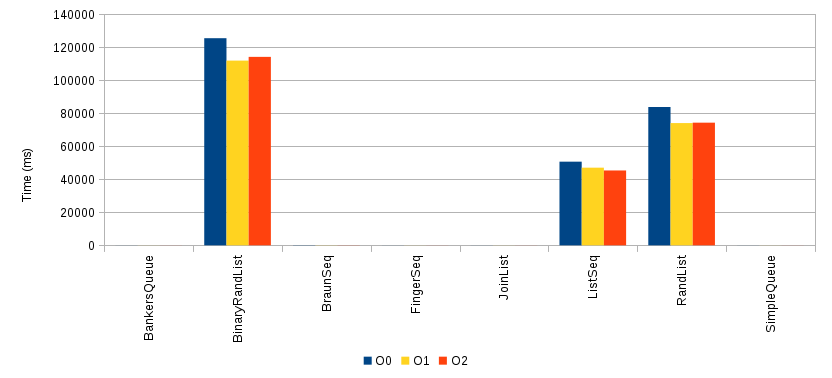 140000
120000
100000
80000
60000
40000
20000
0
Time (ms)
BankersQueue
BinaryRandList
BraunSeq
FingerSeq
JoinList
ListSeq
RandList
SimpleQueue
O0 O1 O2